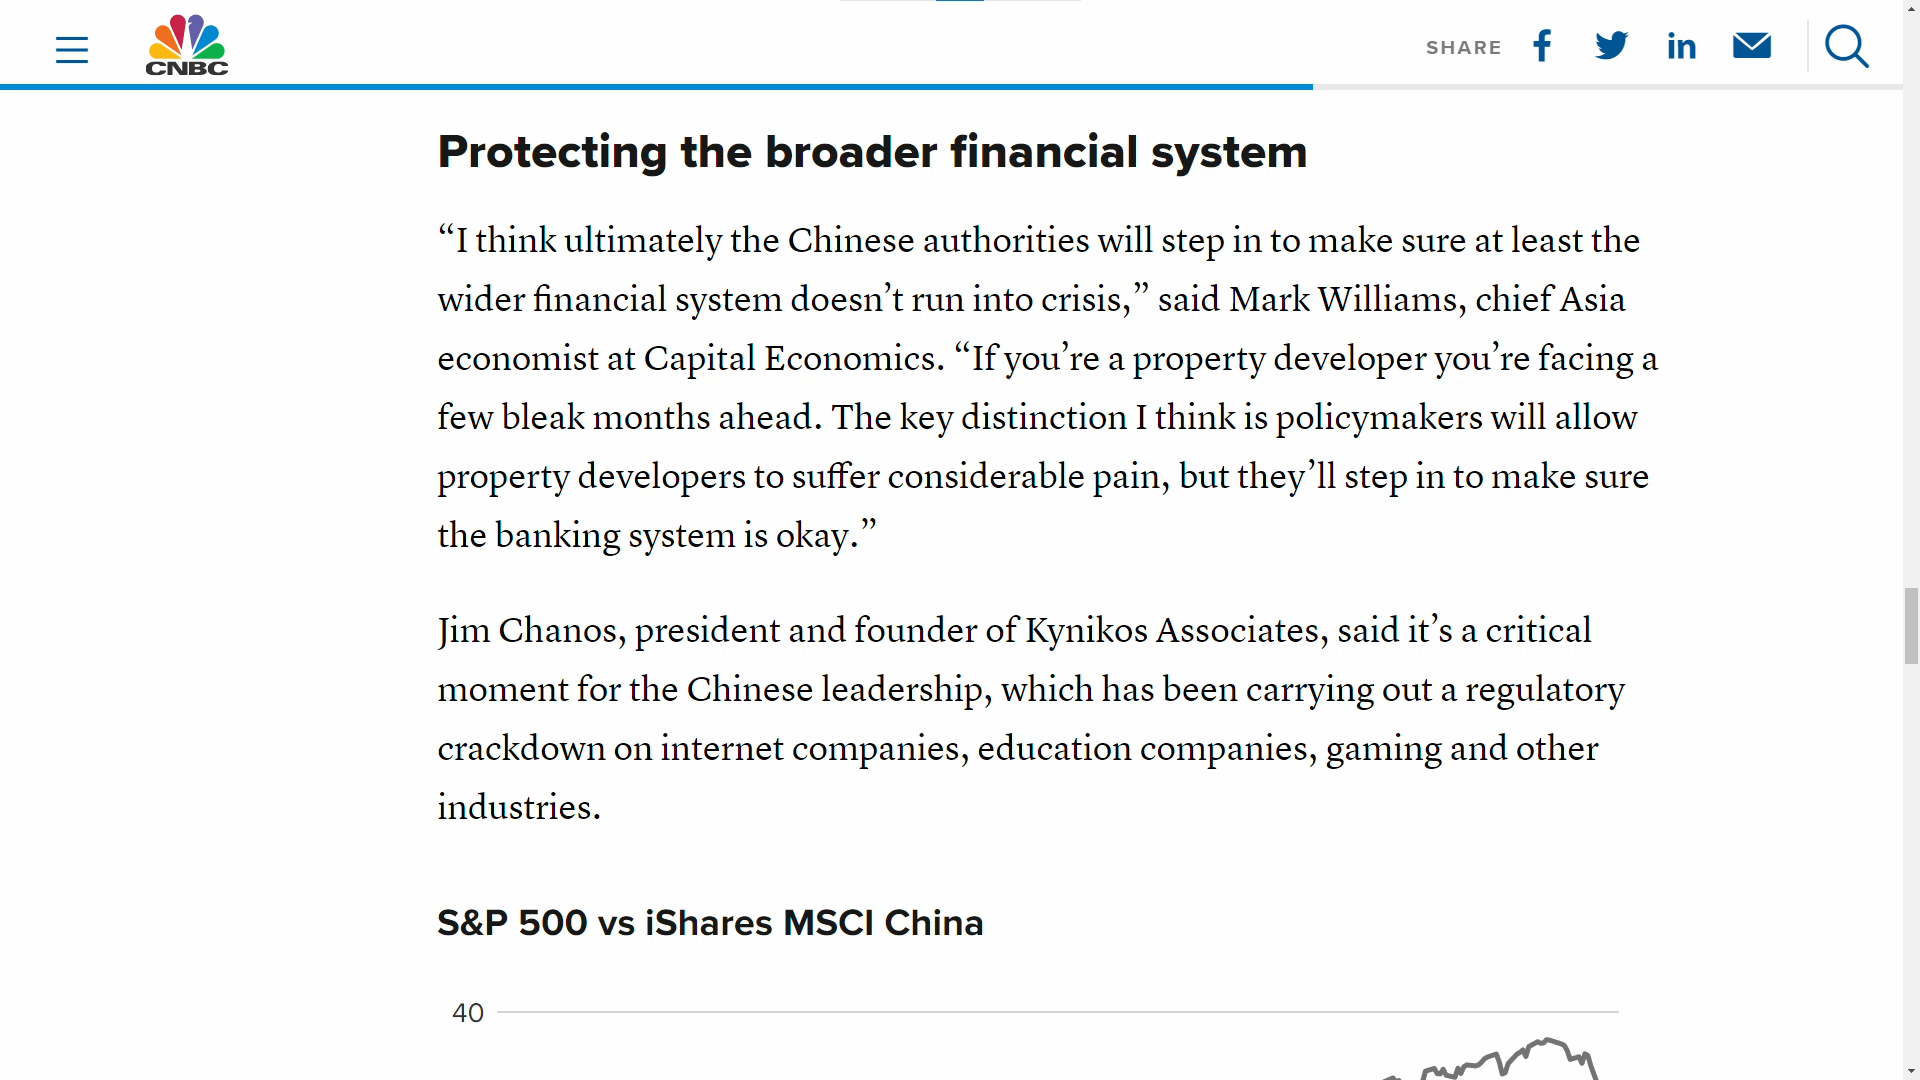 CNBC
SHARE
Protecting the broader financial system
“I think ultimately the Chinese authorities will step in to make sure at least the
wider financial system doesn’t run into crisis,” said Mark Williams, chief Asia
economist at Capital Economics. “If you’re a property developer you’re facing a
few bleak months ahead. The key distinction I think is policymakers will allow
property developers to suffer considerable pain, but they’ll step in to make sure
the banking system is okay.”
Jim Chanos, president and founder of Kynikos Associates, said it’s a critical
moment for the Chinese leadership, which has been carrying out a regulatory
crackdown on internet companies, education companies, gaming and other
industries.
S&P 500 vs iShares MSCI China
40